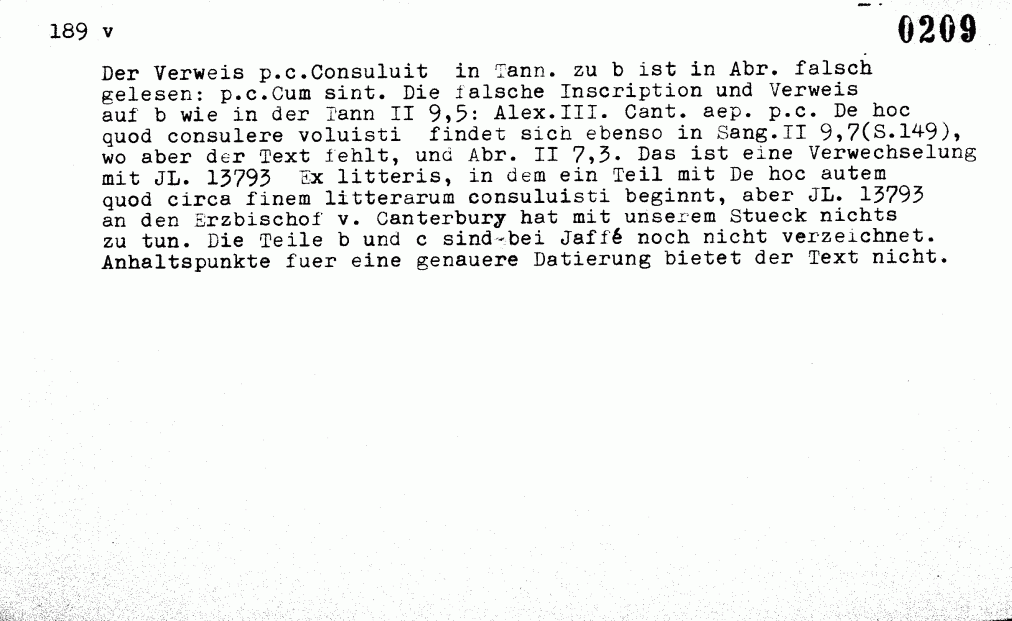 189 v
0209
Der Verweis p.c.Consuluit in Tann. zu b ist in Abr. falsch
gelesen: p.c.Cum sint. Die falsche Inscription und Verweis
auf b wie in der Tann II 9,5: Alex.III. Cant. aep. p.c. De hoc
quod consulere voluisti findet sich ebenso in Sang.II 9,7(S.149),
wo aber der Text fehlt, und Abr. II 7,3. Das ist eine Verwechselung
mit JL. 13793 Ex litteris, in dem ein Teil mit De hoc autem
quod circa finem litterarum consuluisti beginnt, aber JL. 13793
an den Erzbischof v. Canterbury hat mit unserem Stueck nichts
zu tun. Die Teile b und c sind bei Jaffé noch nicht verzeichnet.
Anhaltspunkte fuer eine genauere Datierung bietet der Text nicht.